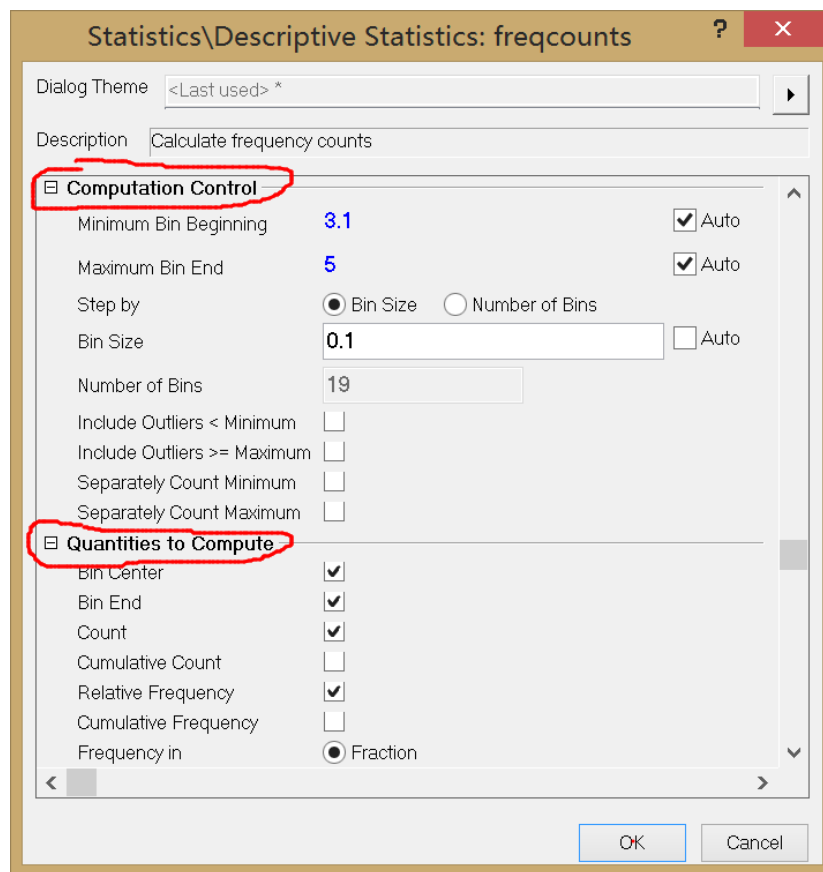 Statistics\Descriptive Statistics: freqcounts ?
Dialog Theme <Last used> *
Description Calculate frequency counts
Computation Control
Minimum Bin Beginning 3.1 Auto
Maximum Bin End 5 Auto
Step by Bin Size Number of Bins
Bin Size 0.1 Auto
Number of Bins 19
Include Outliers < Minimum
Include Outliers >= Maximum
Separately Count Minimum
Separately Count Maximum
Quantities to Compute
Bin Center
Bin End
Count
Cumulative Count
Relative Frequency
Cumulative Frequency
Frequency in Fraction
OK Cancel